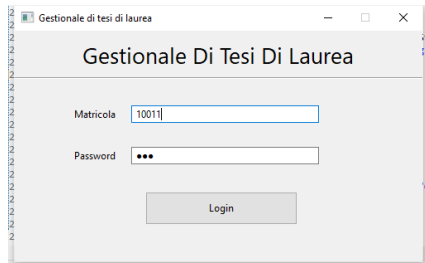 Gestionale di tesi di laurea
Gestionale Di Tesi Di Laurea
Matricola 10011
Password ●●●
Login